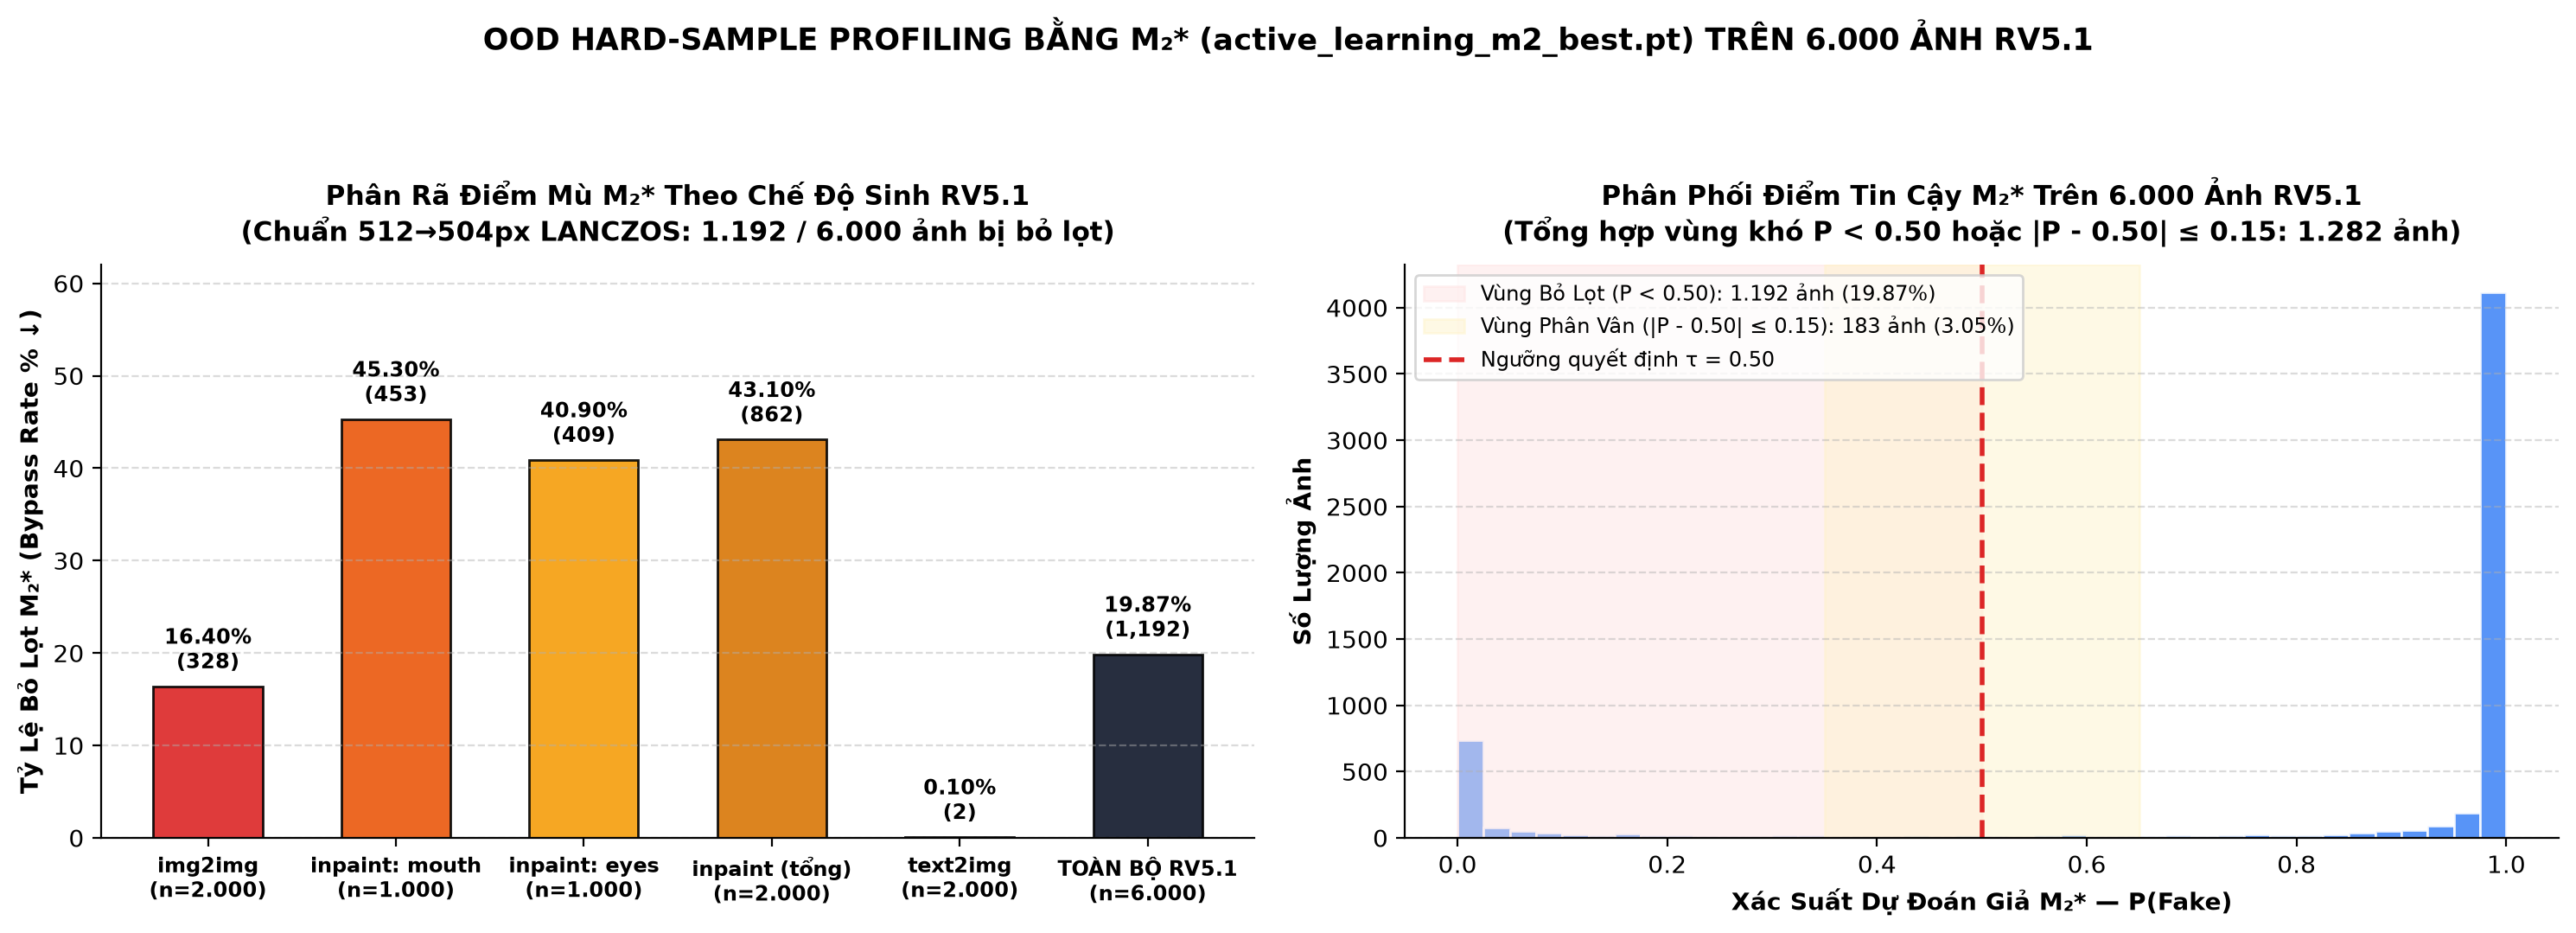 OOD HARD-SAMPLE PROFILING BẰNG M₂* (active_learning_m2_best.pt) TRÊN 6.000 ẢNH RV5.1
Phân Rã Điểm Mù M₂* Theo Chế Độ Sinh RV5.1
(Chuẩn 512→504px LANCZOS: 1.192 / 6.000 ảnh bị bỏ lọt)
Tỷ Lệ Bỏ Lọt M₂* (Bypass Rate % ↓)
60
50
40
30
20
10
0
16.40%
(328)
45.30%
(453)
40.90%
(409)
43.10%
(862)
0.10%
(2)
19.87%
(1,192)
img2img
(n=2.000)
inpaint: mouth
(n=1.000)
inpaint: eyes
(n=1.000)
inpaint (tổng)
(n=2.000)
text2img
(n=2.000)
TOÀN BỘ RV5.1
(n=6.000)
Phân Phối Điểm Tin Cậy M₂* Trên 6.000 Ảnh RV5.1
(Tổng hợp vùng khó P < 0.50 hoặc |P - 0.50| ≤ 0.15: 1.282 ảnh)
Vùng Bỏ Lọt (P < 0.50): 1.192 ảnh (19.87%)
Vùng Phân Vân (|P - 0.50| ≤ 0.15): 183 ảnh (3.05%)
Ngưỡng quyết định τ = 0.50
Số Lượng Ảnh
4000
3500
3000
2500
2000
1500
1000
500
0
0.0
0.2
0.4
0.6
0.8
1.0
Xác Suất Dự Đoán Giả M₂* — P(Fake)